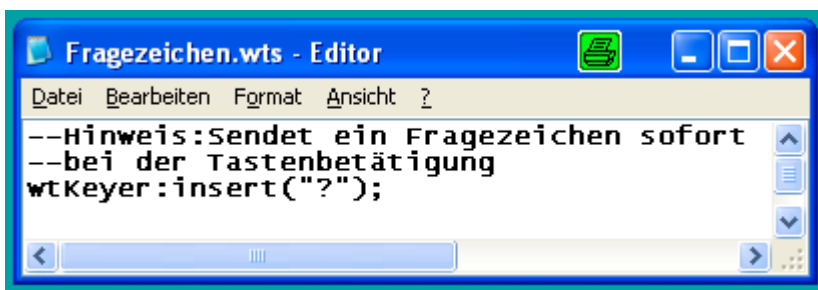 Fragezeichen.wts - Editor
Datei Bearbeiten Format Ansicht ?
--Hinweis:Sendet ein Fragezeichen sofort
--bei der Tastenbetätigung
wtKeyer:insert("?");